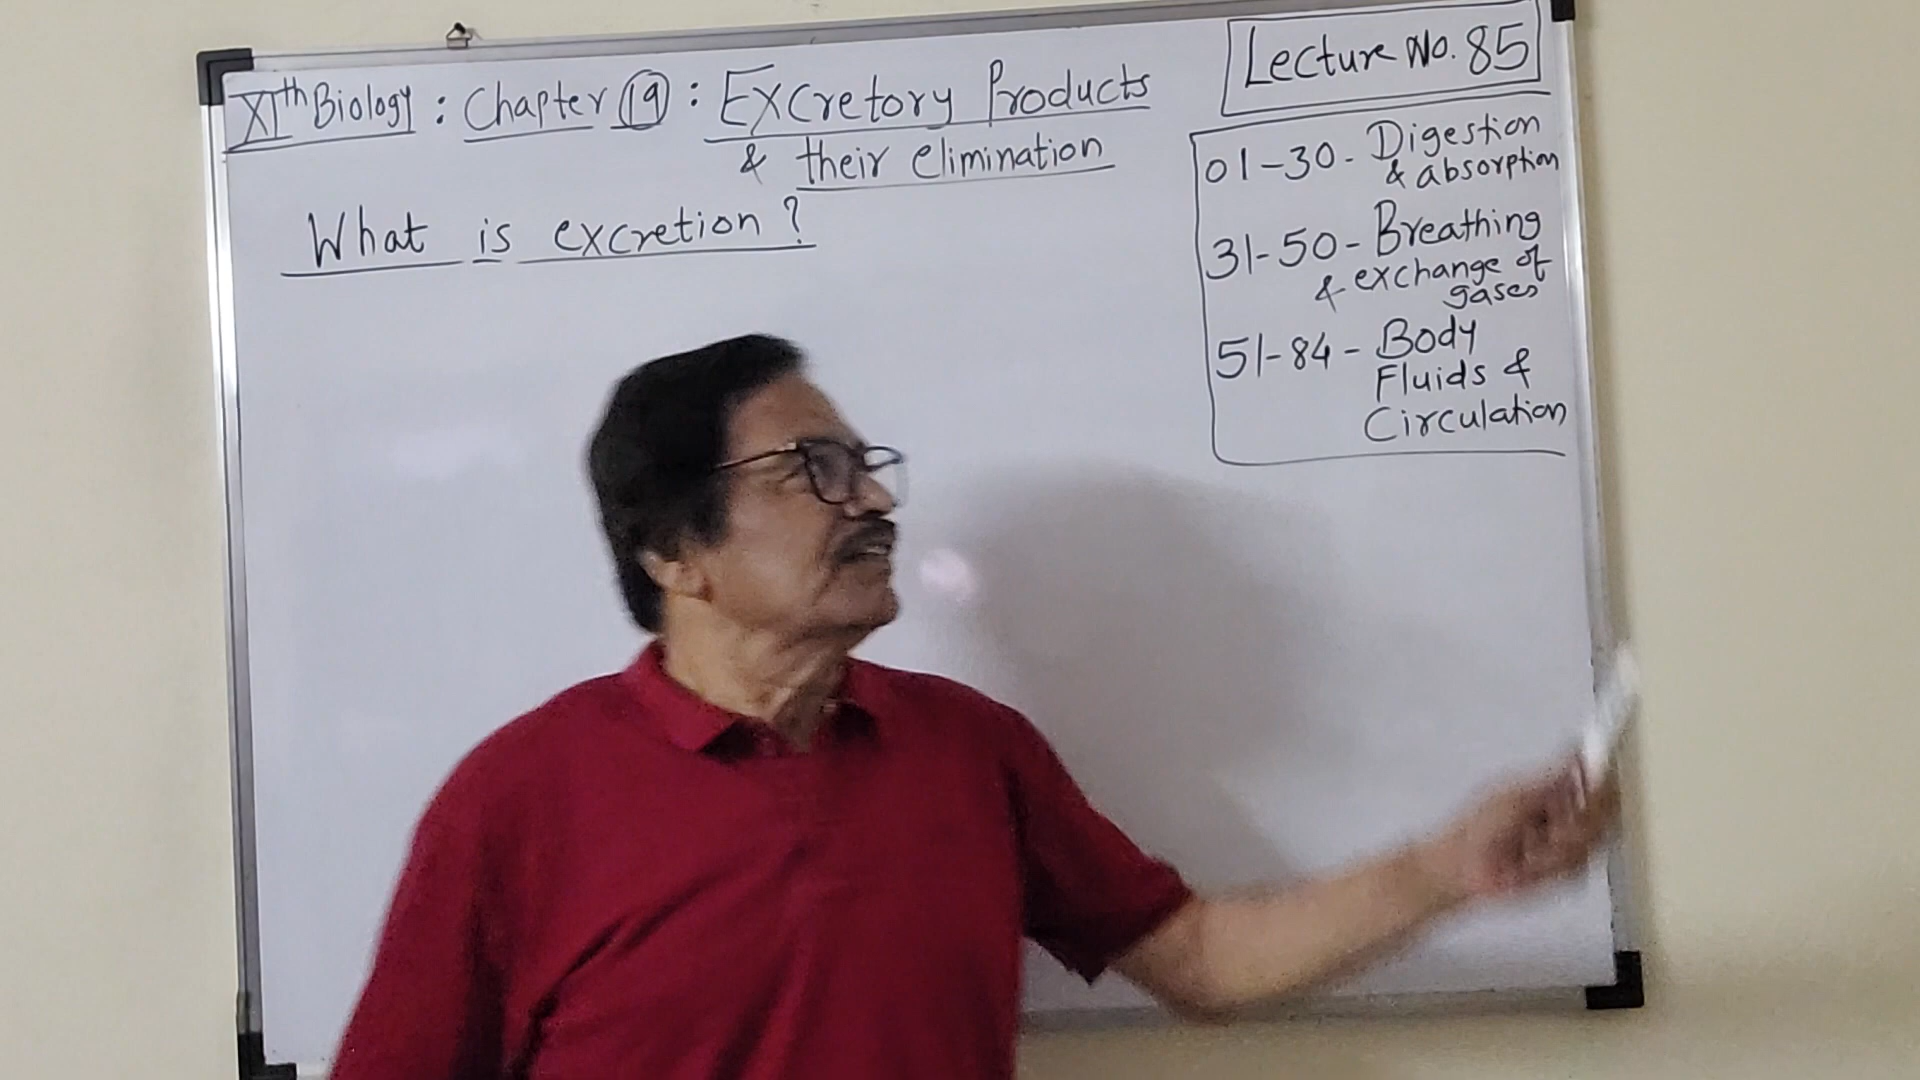 XIth Biology : Chapter 19 : Excretory Products
& their elimination
What is excretion ?
Lecture No. 85
01-30- Digestion
& absorption
31-50- Breathing
& exchange of
gases
51-84 - Body
Fluids &
Circulation